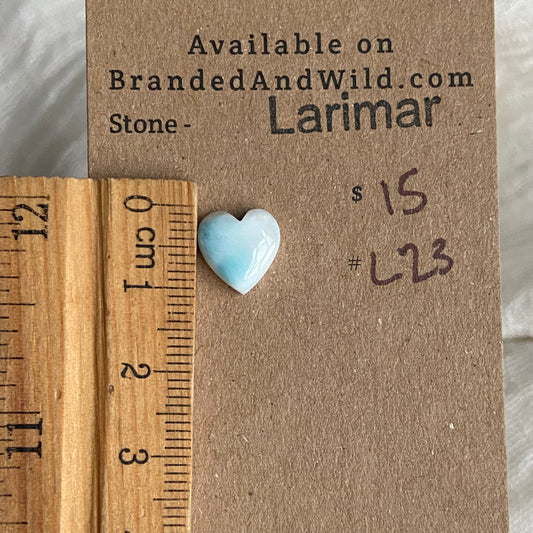 Available on
BrandedAndWild.com
Stone - Larimar
$ 15
# L23
12
11
0 cm
1
2
3